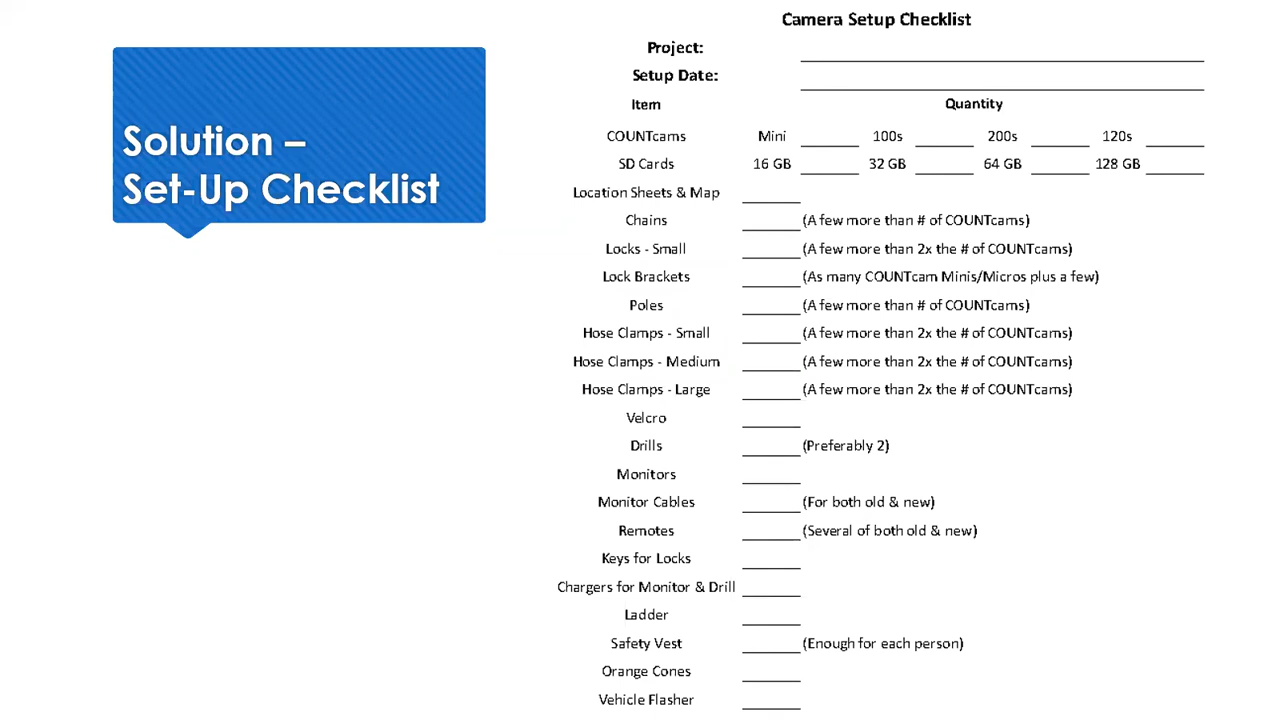 Solution –
Set-Up Checklist
Camera Setup Checklist
Project:
Setup Date:
Item Quantity
COUNTcams Mini 100s 200s 120s
SD Cards 16 GB 32 GB 64 GB 128 GB
Location Sheets & Map
Chains (A few more than # of COUNTcams)
Locks - Small (A few more than 2x the # of COUNTcams)
Lock Brackets (As many COUNTcam Minis/Micros plus a few)
Poles (A few more than # of COUNTcams)
Hose Clamps - Small (A few more than 2x the # of COUNTcams)
Hose Clamps - Medium (A few more than 2x the # of COUNTcams)
Hose Clamps - Large (A few more than 2x the # of COUNTcams)
Velcro
Drills (Preferably 2)
Monitors
Monitor Cables (For both old & new)
Remotes (Several of both old & new)
Keys for Locks
Chargers for Monitor & Drill
Ladder
Safety Vest (Enough for each person)
Orange Cones
Vehicle Flasher